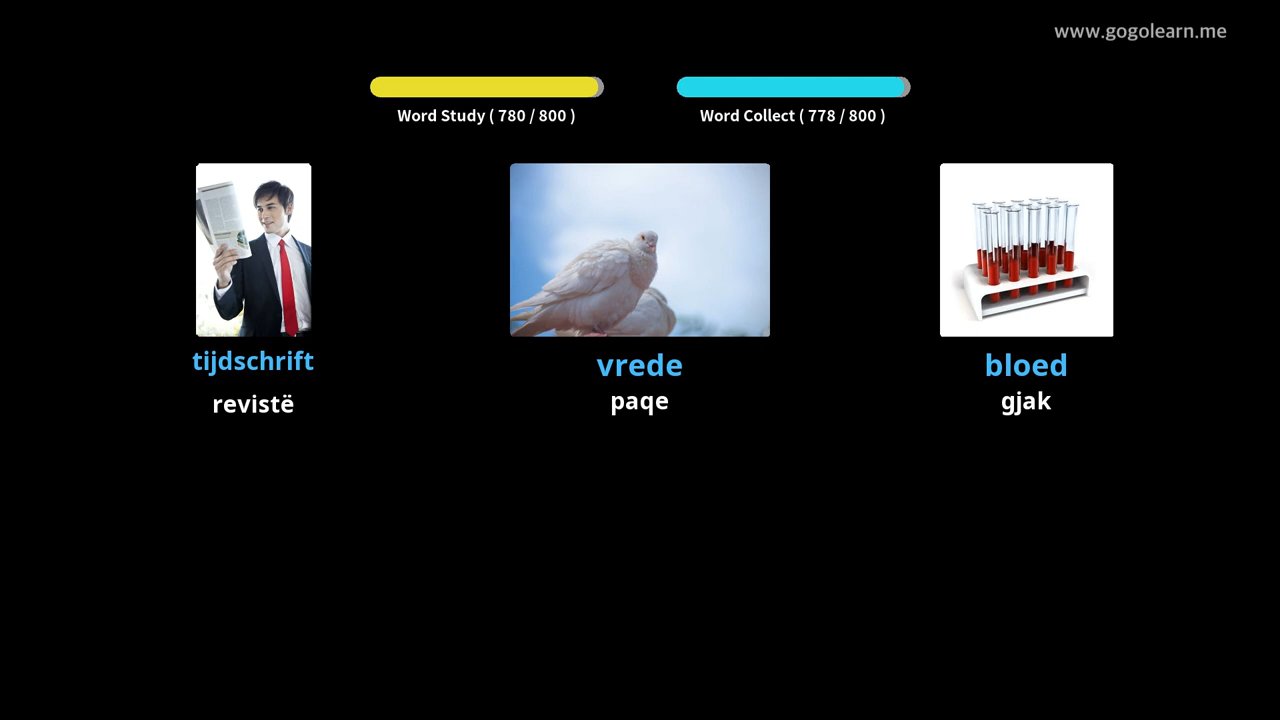 www.gogolearn.me
Word Study ( 780 / 800 )
Word Collect ( 778 / 800 )
tijdschrift
vrede
bloed
revistë
paqe
gjak